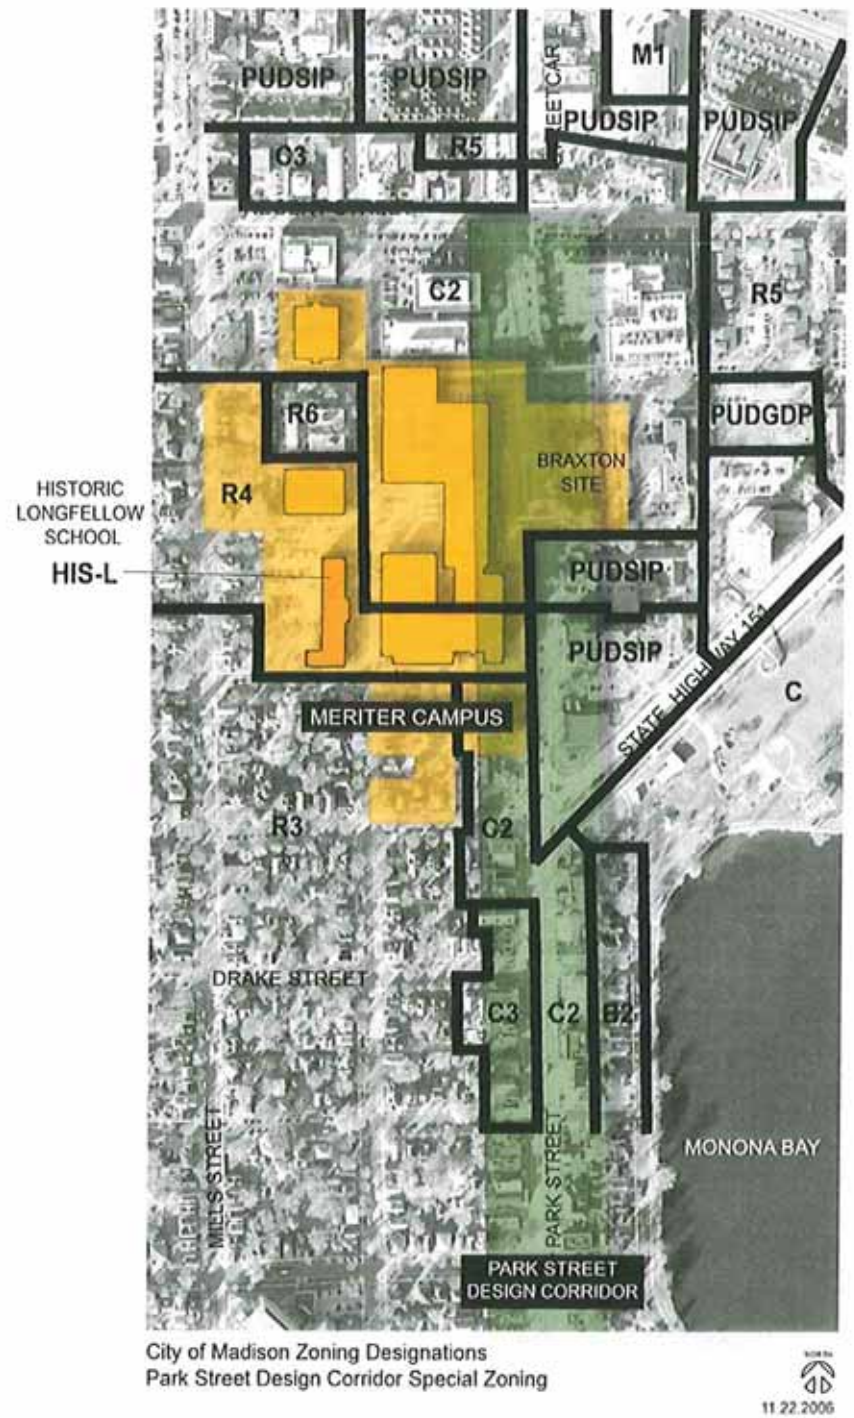 M1
PUDSIP
PUDSIP
PUDSIP
PUDSIP
C3
R5
C2
R5
R6
PUDGDP
BRAXTON
SITE
HISTORIC
LONGFELLOW
SCHOOL
R4
HIS-L
PUDSIP
PUDSIP
STATE HIGHWAY 151
C
MERITER CAMPUS
R3
C2
DRAKE STREET
C3
C2
MILLS STREET
PARK STREET
MONONA BAY
PARK STREET
DESIGN CORRIDOR
City of Madison Zoning Designations
Park Street Design Corridor Special Zoning
NORTH
11.22.2006